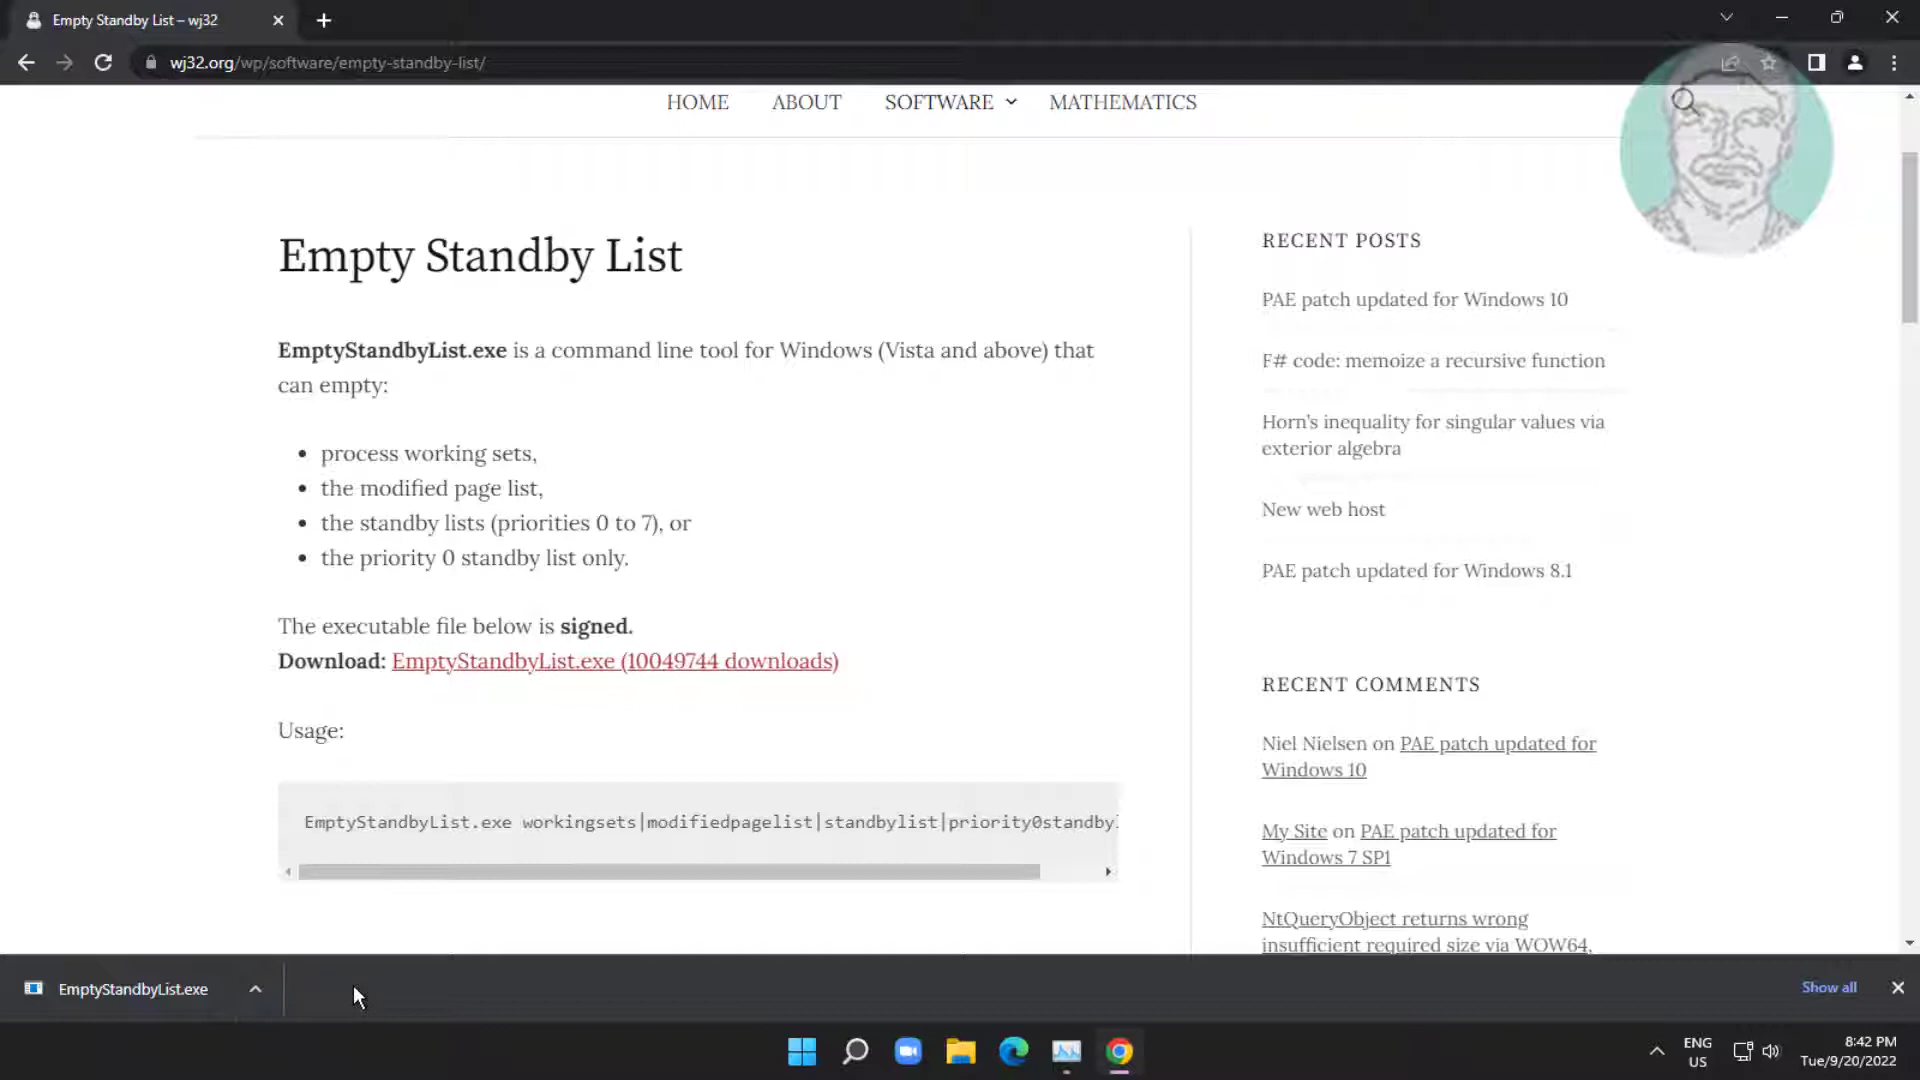 Empty Standby List – wj32
wj32.org/wp/software/empty-standby-list/
HOME ABOUT SOFTWARE MATHEMATICS
Empty Standby List
EmptyStandbyList.exe is a command line tool for Windows (Vista and above) that
can empty:
process working sets,
the modified page list,
the standby lists (priorities 0 to 7), or
the priority 0 standby list only.
The executable file below is signed.
Download: EmptyStandbyList.exe (10049744 downloads)
Usage:
EmptyStandbyList.exe workingsets|modifiedpagelist|standbylist|priority0standby
RECENT POSTS
PAE patch updated for Windows 10
F# code: memoize a recursive function
Horn's inequality for singular values via
exterior algebra
New web host
PAE patch updated for Windows 8.1
RECENT COMMENTS
Niel Nielsen on PAE patch updated for
Windows 10
My Site on PAE patch updated for
Windows 7 SP1
NtQueryObject returns wrong
insufficient required size via WOW64,
EmptyStandbyList.exe
Show all
ENG
US
8:42 PM
Tue/9/20/2022